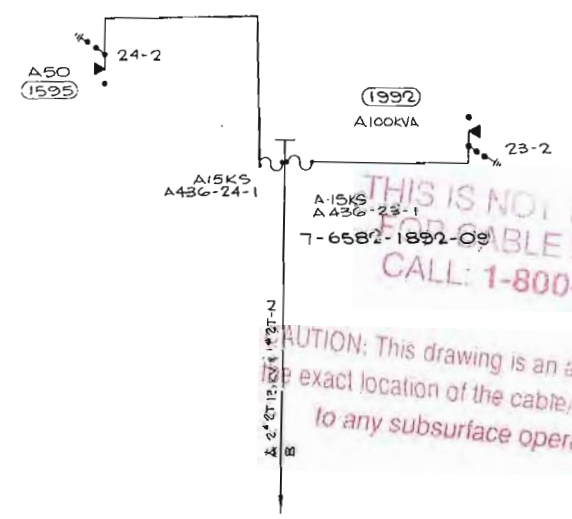 24-2
A50
1595
1992
A100KVA
23-2
A15KS
A436-24-1
A-15KS
A436-23-1
7-6582-1892-09
THIS IS NOT
FOR CABLE
CALL: 1-800-
AUTION: This drawing is an a
the exact location of the cable,
to any subsurface opera
B